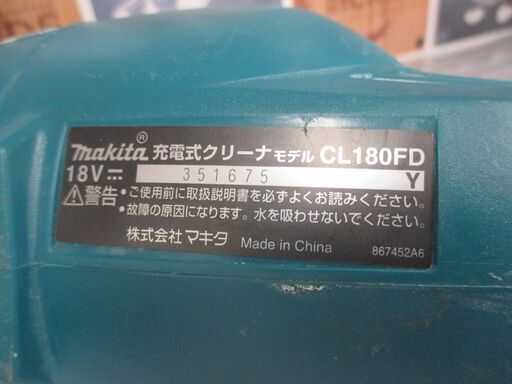 makita® 充電式クリーナモデル CL180FD
18V⎓ 351675 Y
⚠警告 •ご使用前に取扱説明書を必ずよくお読みください。
•故障の原因になります。水を吸わせないでください。
株式会社 マキタ Made in China 867452A6